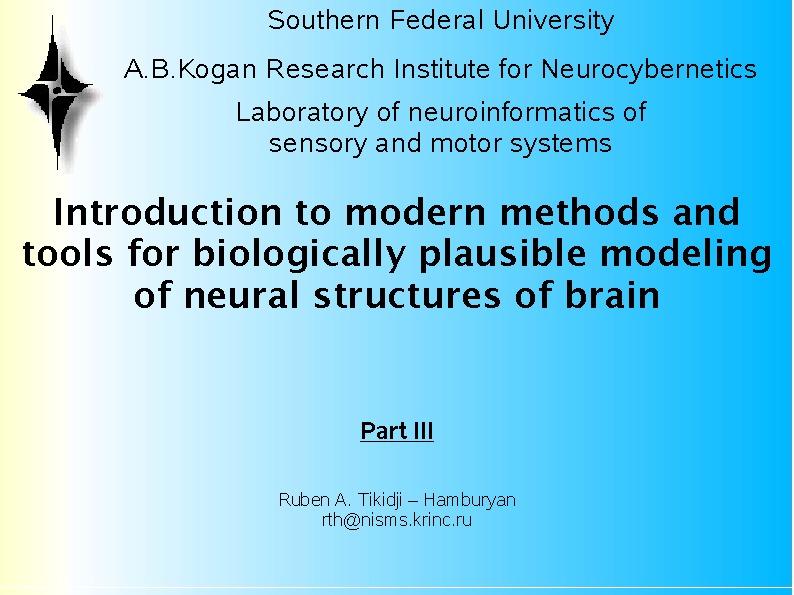 Southern Federal University
A.B.Kogan Research Institute for Neurocybernetics
Laboratory of neuroinformatics of
sensory and motor systems
Introduction to modern methods and
tools for biologically plausible modeling
of neural structures of brain
Part III
Ruben A. Tikidji – Hamburyan
rth@nisms.krinc.ru